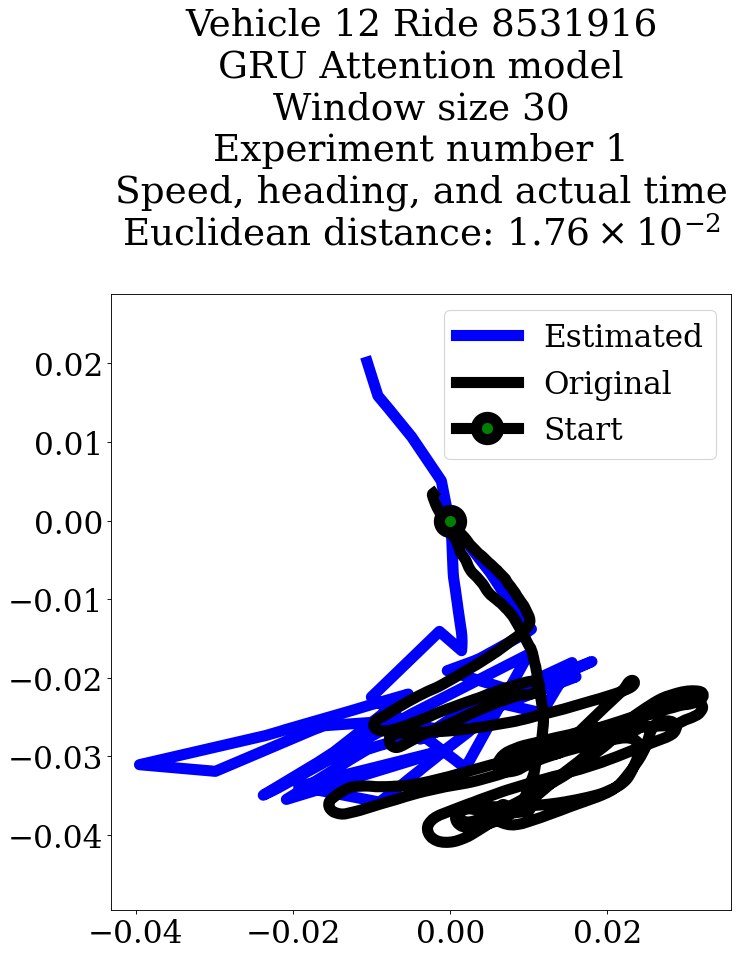 Vehicle 12 Ride 8531916
GRU Attention model
Window size 30
Experiment number 1
Speed, heading, and actual time
Euclidean distance: 1.76 × 10⁻²
Estimated
Original
Start
0.02
0.01
0.00
−0.01
−0.02
−0.03
−0.04
−0.04 −0.02 0.00 0.02